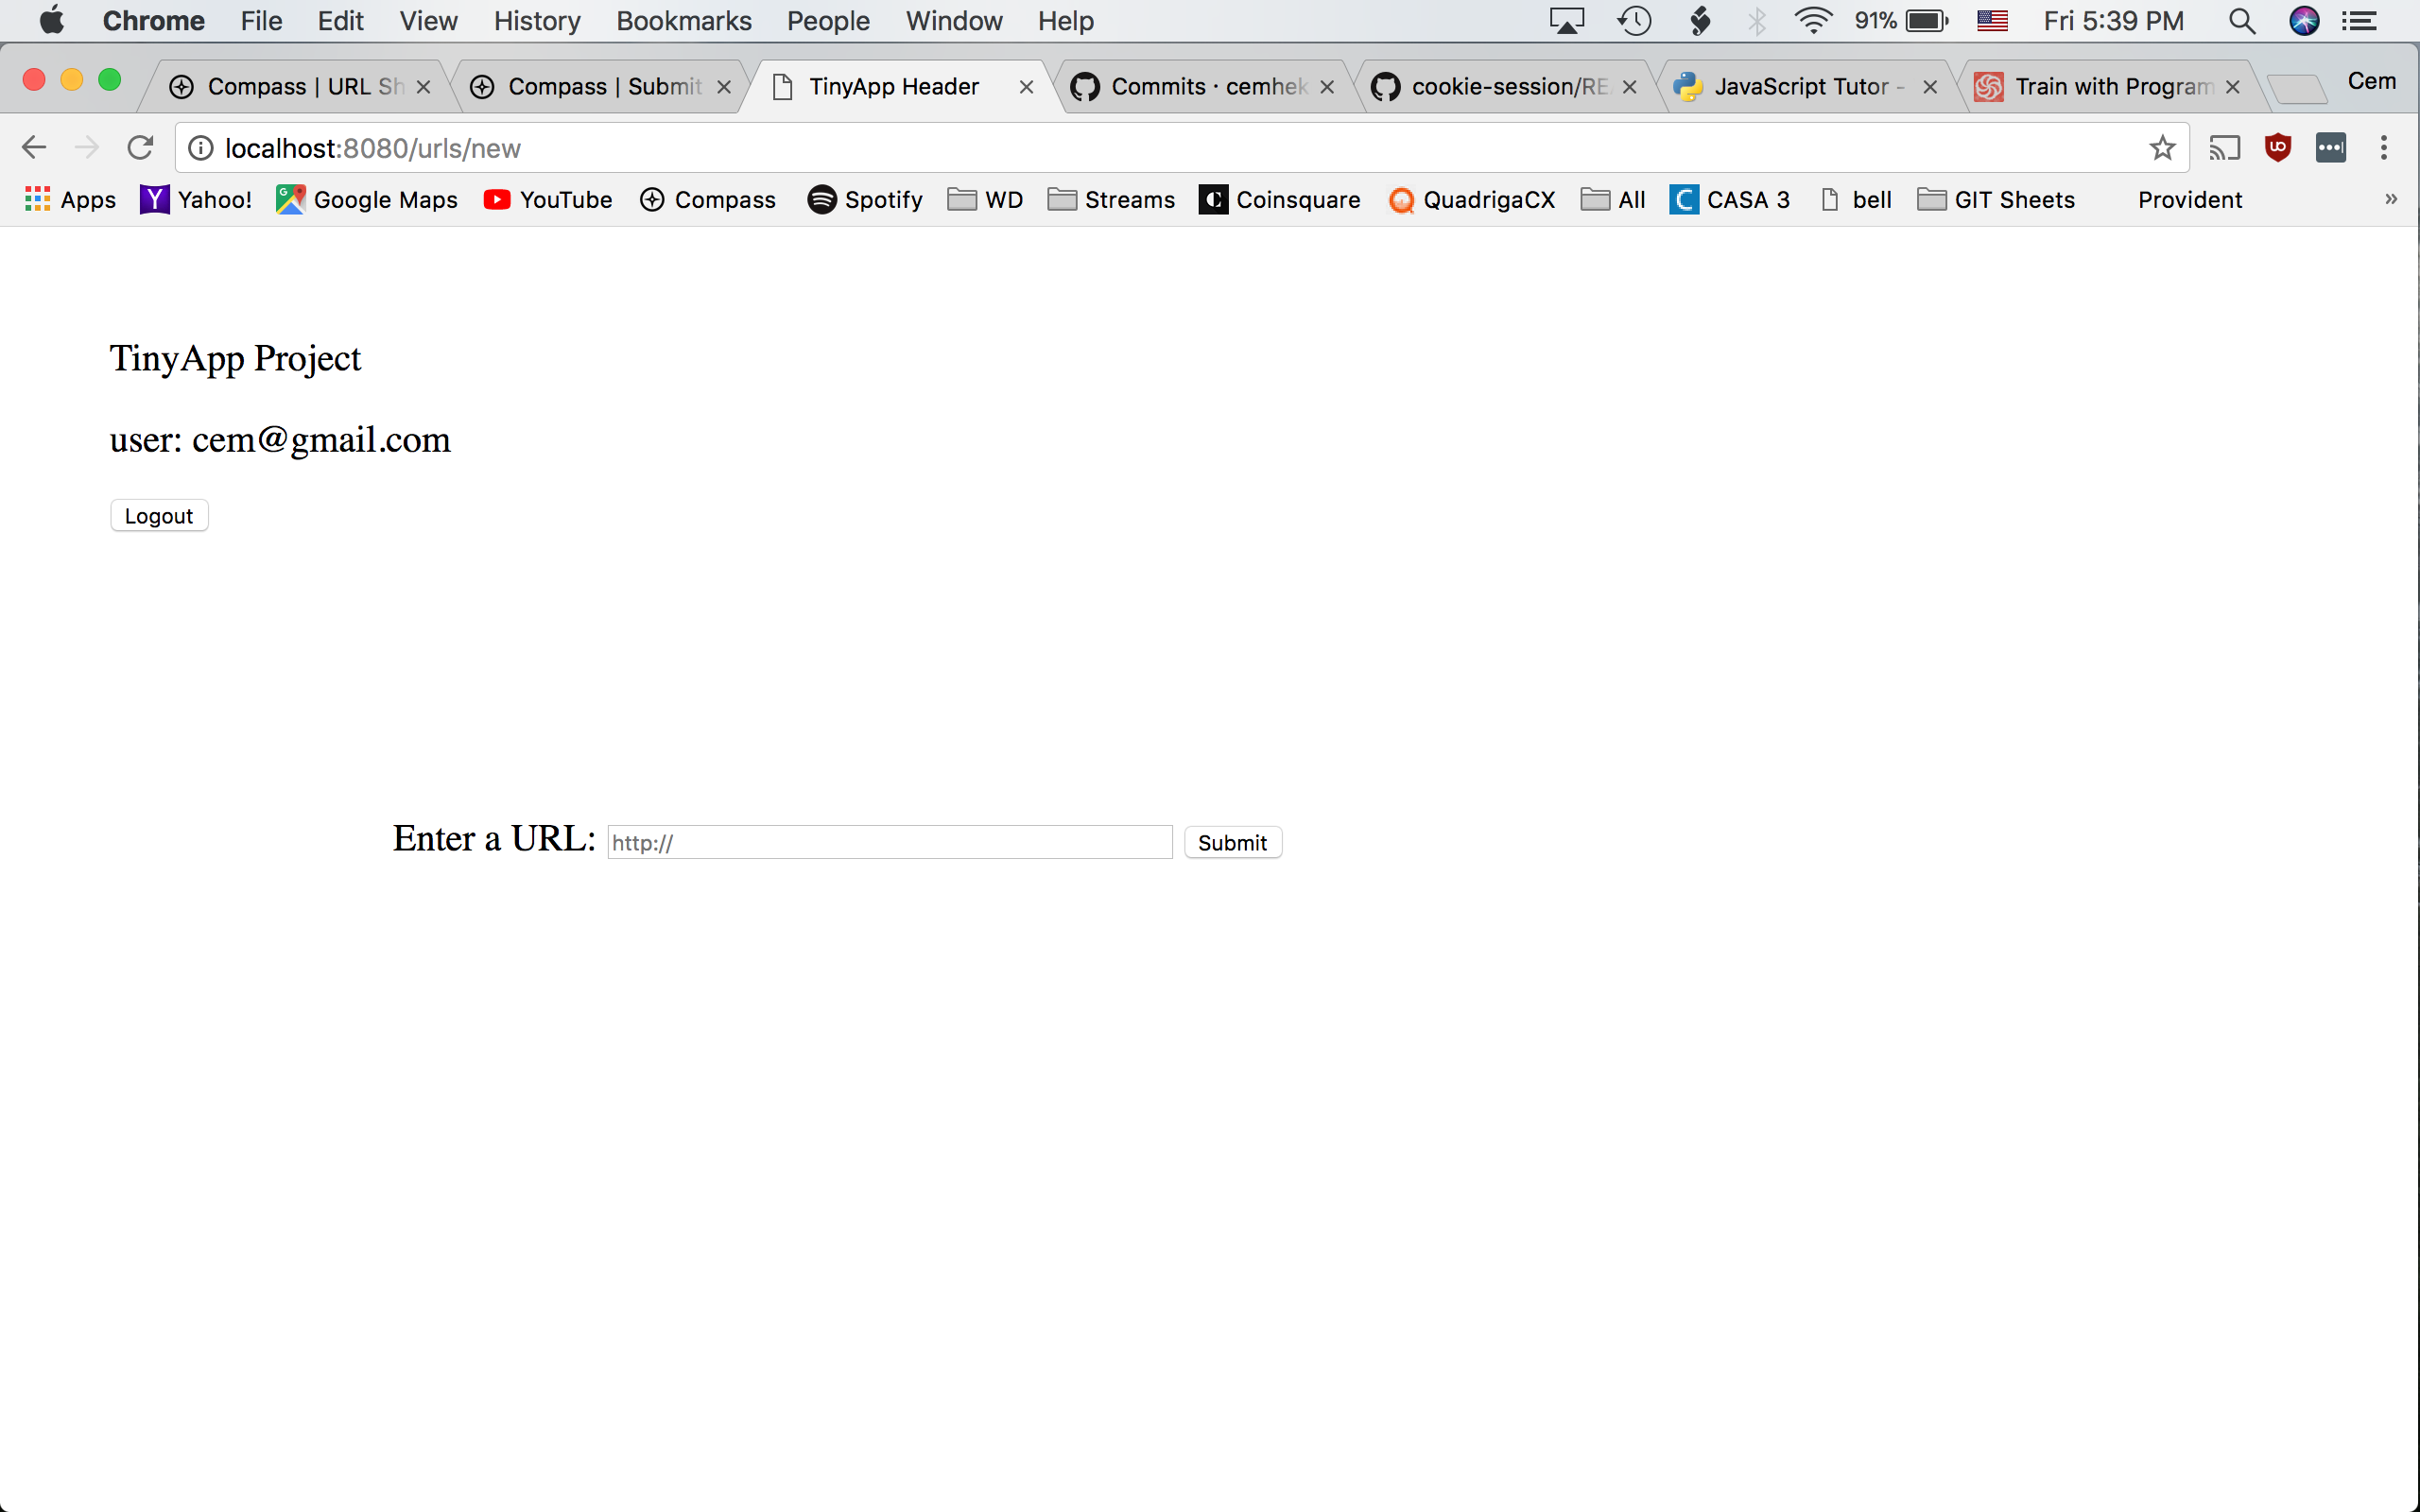 Chrome File Edit View History Bookmarks People Window Help 91% Fri 5:39 PM
Compass | URL Sh Compass | Submit TinyApp Header Commits · cemhek cookie-session/RE JavaScript Tutor - Train with Program Cem
localhost:8080/urls/new
Apps Yahoo! Google Maps YouTube Compass Spotify WD Streams Coinsquare QuadrigaCX All CASA 3 bell GIT Sheets Provident »
TinyApp Project
user: cem@gmail.com
Logout
Enter a URL: http:// Submit